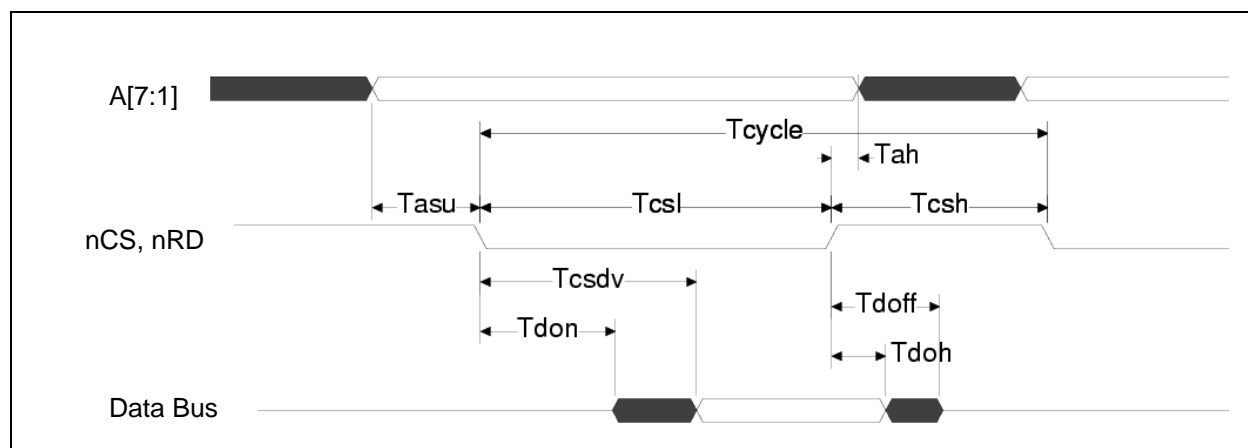 A[7:1]
Tcycle
Tah
Tasu
Tcsl
Tcsh
nCS, nRD
Tcsdv
Tdoff
Tdon
Tdoh
Data Bus